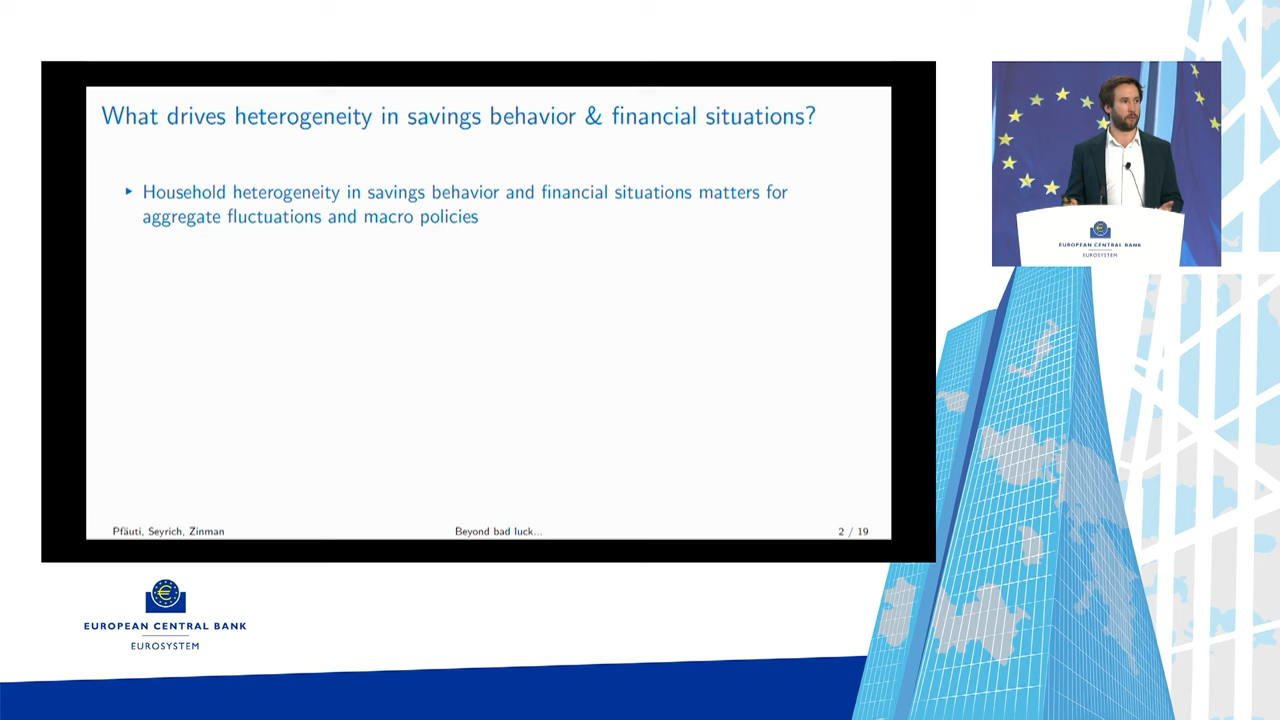 What drives heterogeneity in savings behavior & financial situations?
▸ Household heterogeneity in savings behavior and financial situations matters for
aggregate fluctuations and macro policies
Pfäuti, Seyrich, Zinman
Beyond bad luck...
2 / 19
EUROPEAN CENTRAL BANK
EUROSYSTEM
EUROPEAN CENTRAL BANK
EUROSYSTEM